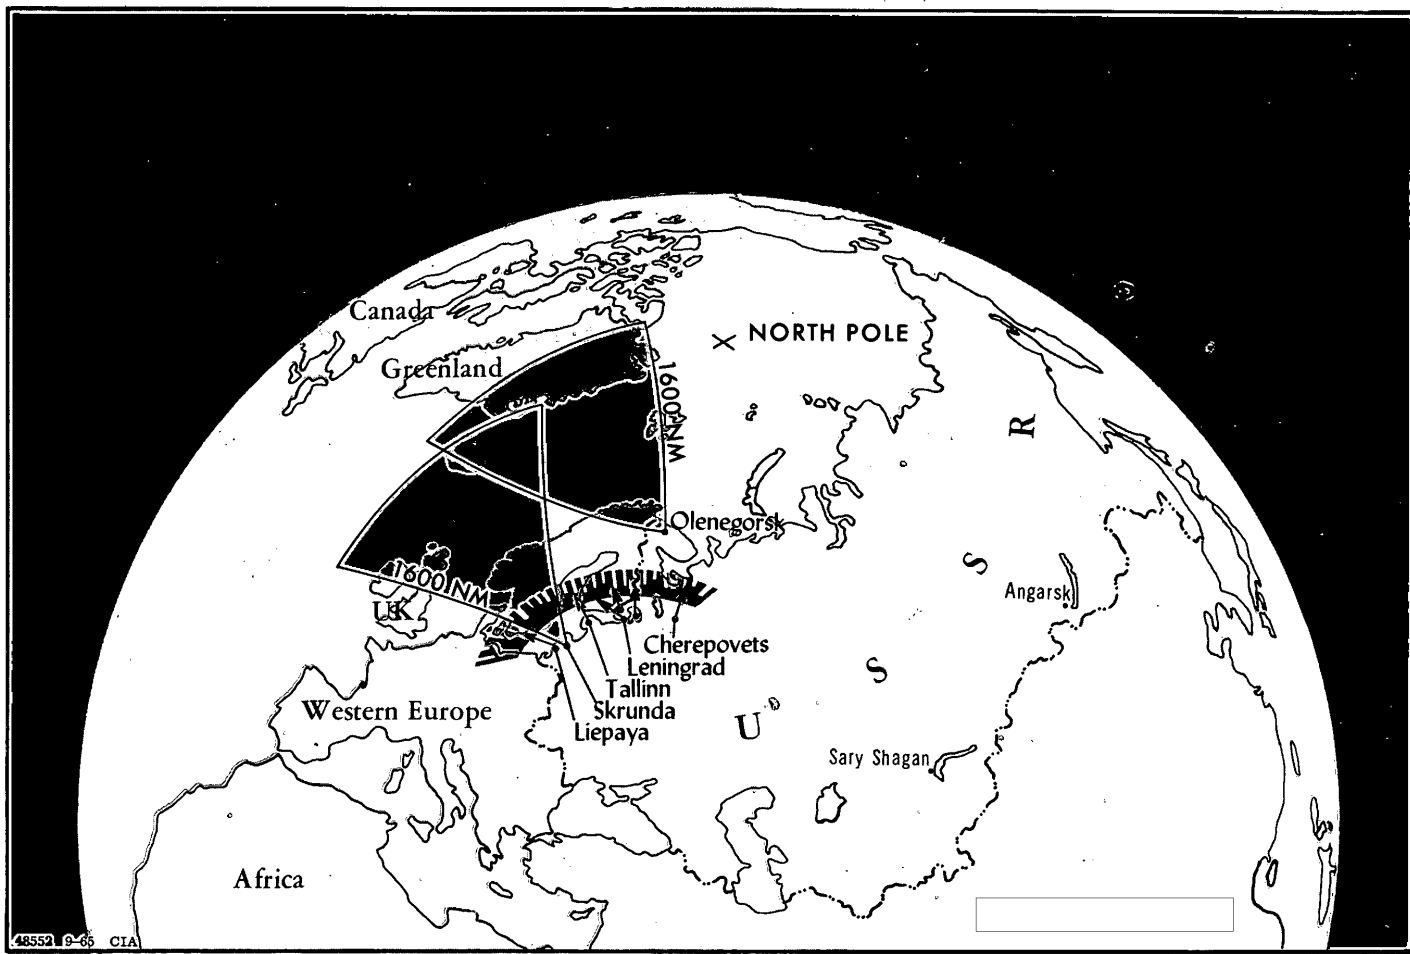 Canada
Greenland
NORTH POLE
1600 NM
R
Olenegorsk
S
1600 NM
UK
Angarsk
Cherepovets
Leningrad
S
Tallinn
Skrunda
Western Europe
U
Liepaya
Sary Shagan
Africa
48552 9-65 CIA